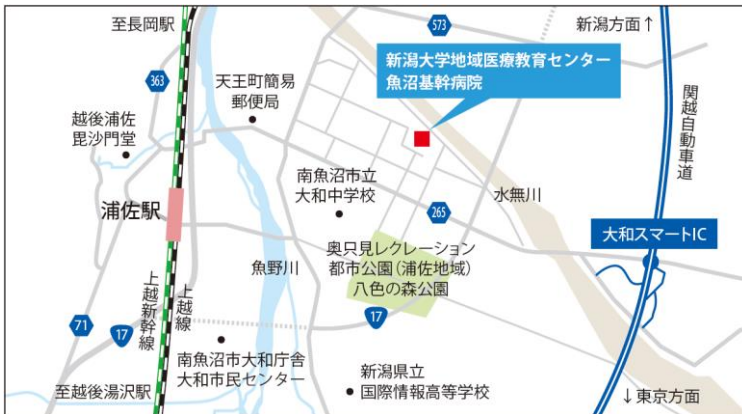 至長岡駅
573
新潟方面↑
新潟大学地域医療教育センター
魚沼基幹病院
363
天王町簡易
郵便局
関越自動車道
越後浦佐
毘沙門堂
南魚沼市立
大和中学校
水無川
浦佐駅
265
大和スマートIC
魚野川
奥只見レクレーション
都市公園(浦佐地域)
八色の森公園
上越新幹線
上越線
71
17
17
南魚沼市大和庁舎
大和市民センター
新潟県立
国際情報高等学校
至越後湯沢駅
↓東京方面